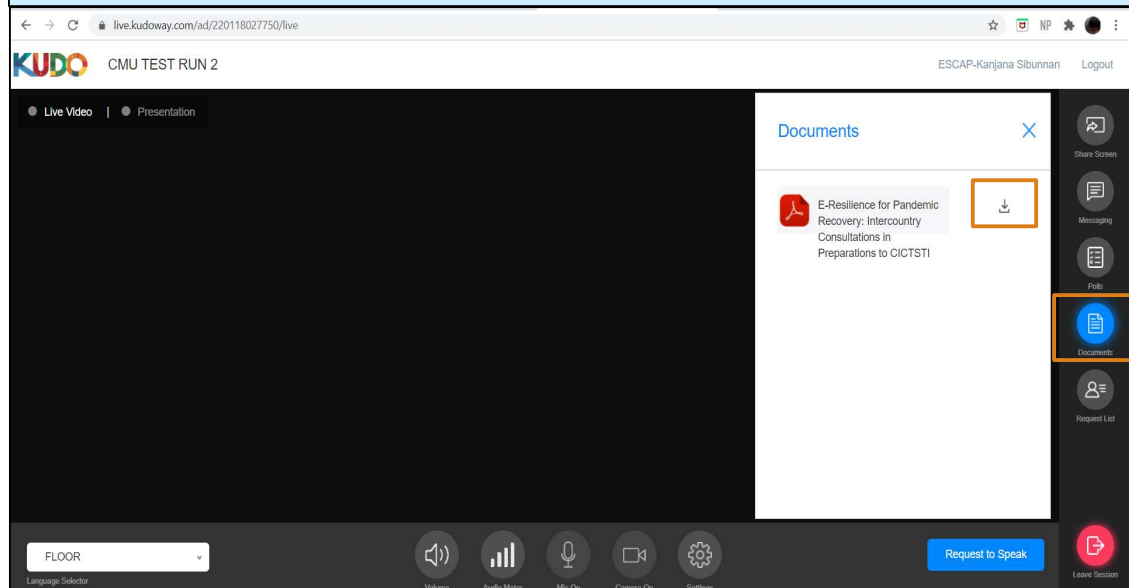 live.kudoway.com/ad/220118027750/live
NP
KUDO
CMU TEST RUN 2
ESCAP-Kanjana Sibunnan
Logout
Live Video | Presentation
Documents
E-Resilience for Pandemic
Recovery: Intercountry
Consultations in
Preparations to CICTSTI
Share Screen
Messaging
Polls
Documents
Request List
FLOOR
Language Selector
Volume
Audio Meter
Mic On
Camera On
Settings
Request to Speak
Leave Session